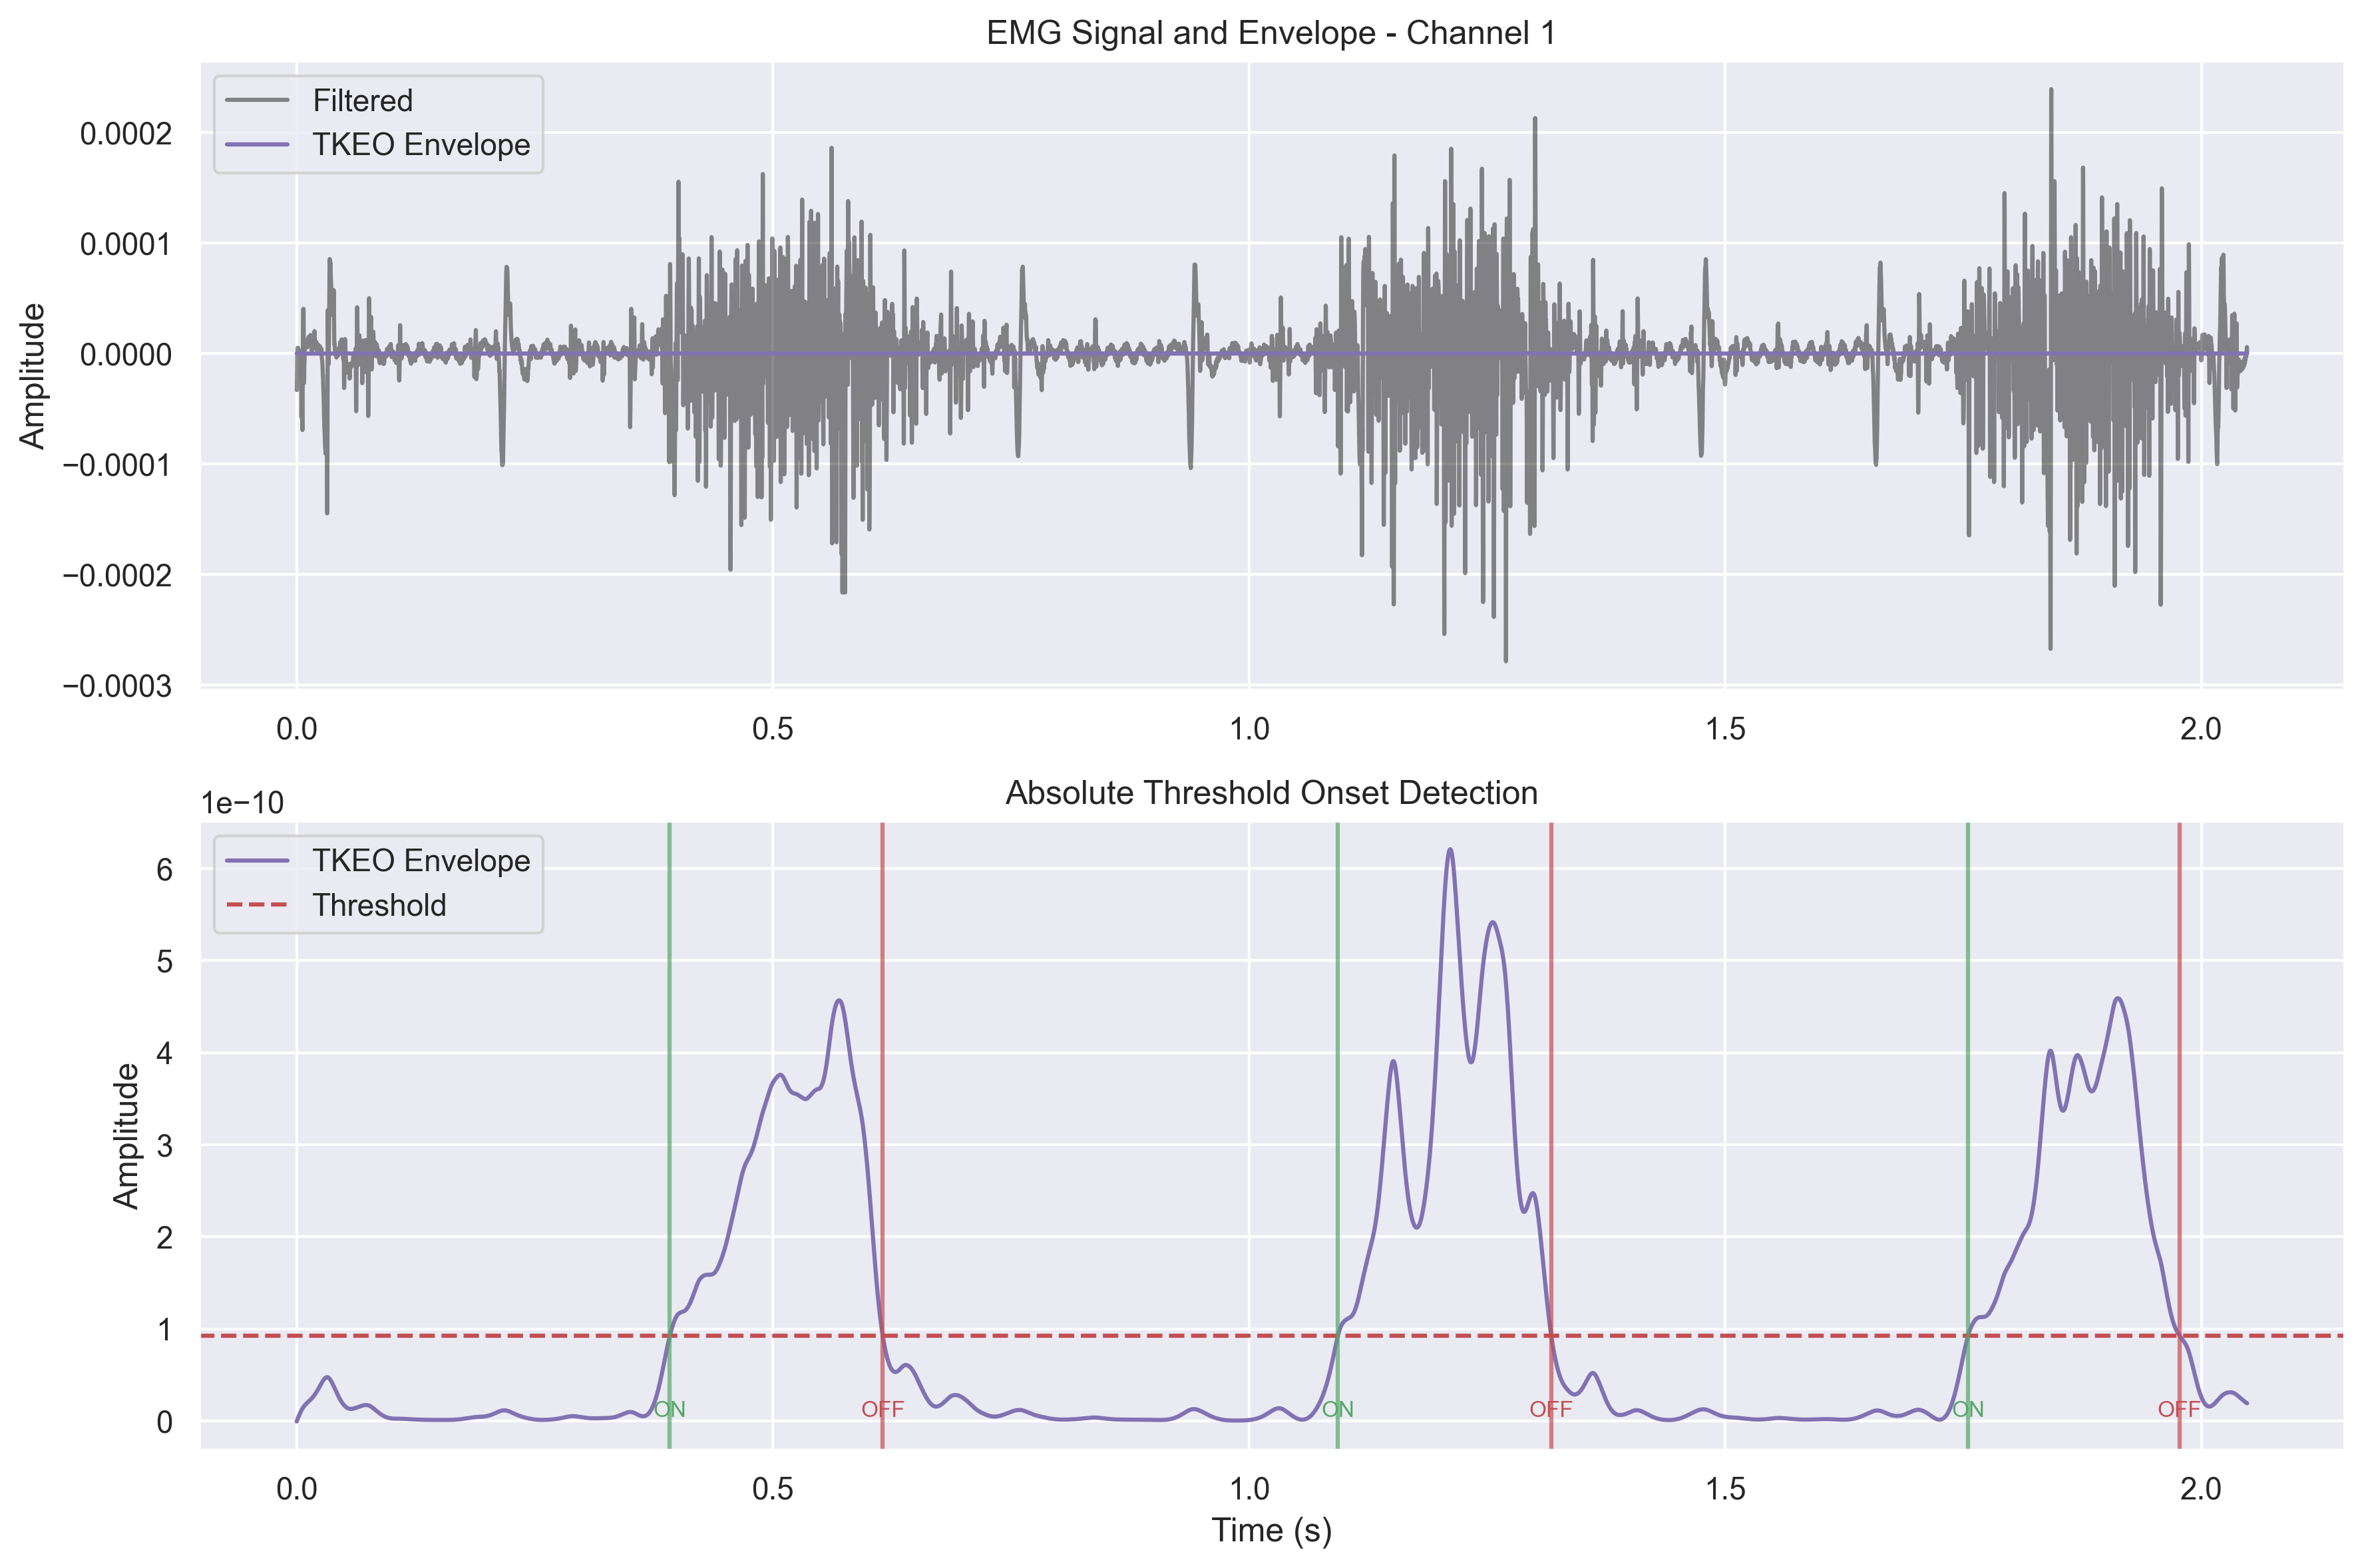 EMG Signal and Envelope - Channel 1
Filtered
TKEO Envelope
Amplitude
0.0002
0.0001
0.0000
−0.0001
−0.0002
−0.0003
0.0 0.5 1.0 1.5 2.0
Absolute Threshold Onset Detection
1e−10
TKEO Envelope
Threshold
Amplitude
6
5
4
3
2
1
0
ON OFF ON OFF ON OFF
0.0 0.5 1.0 1.5 2.0
Time (s)